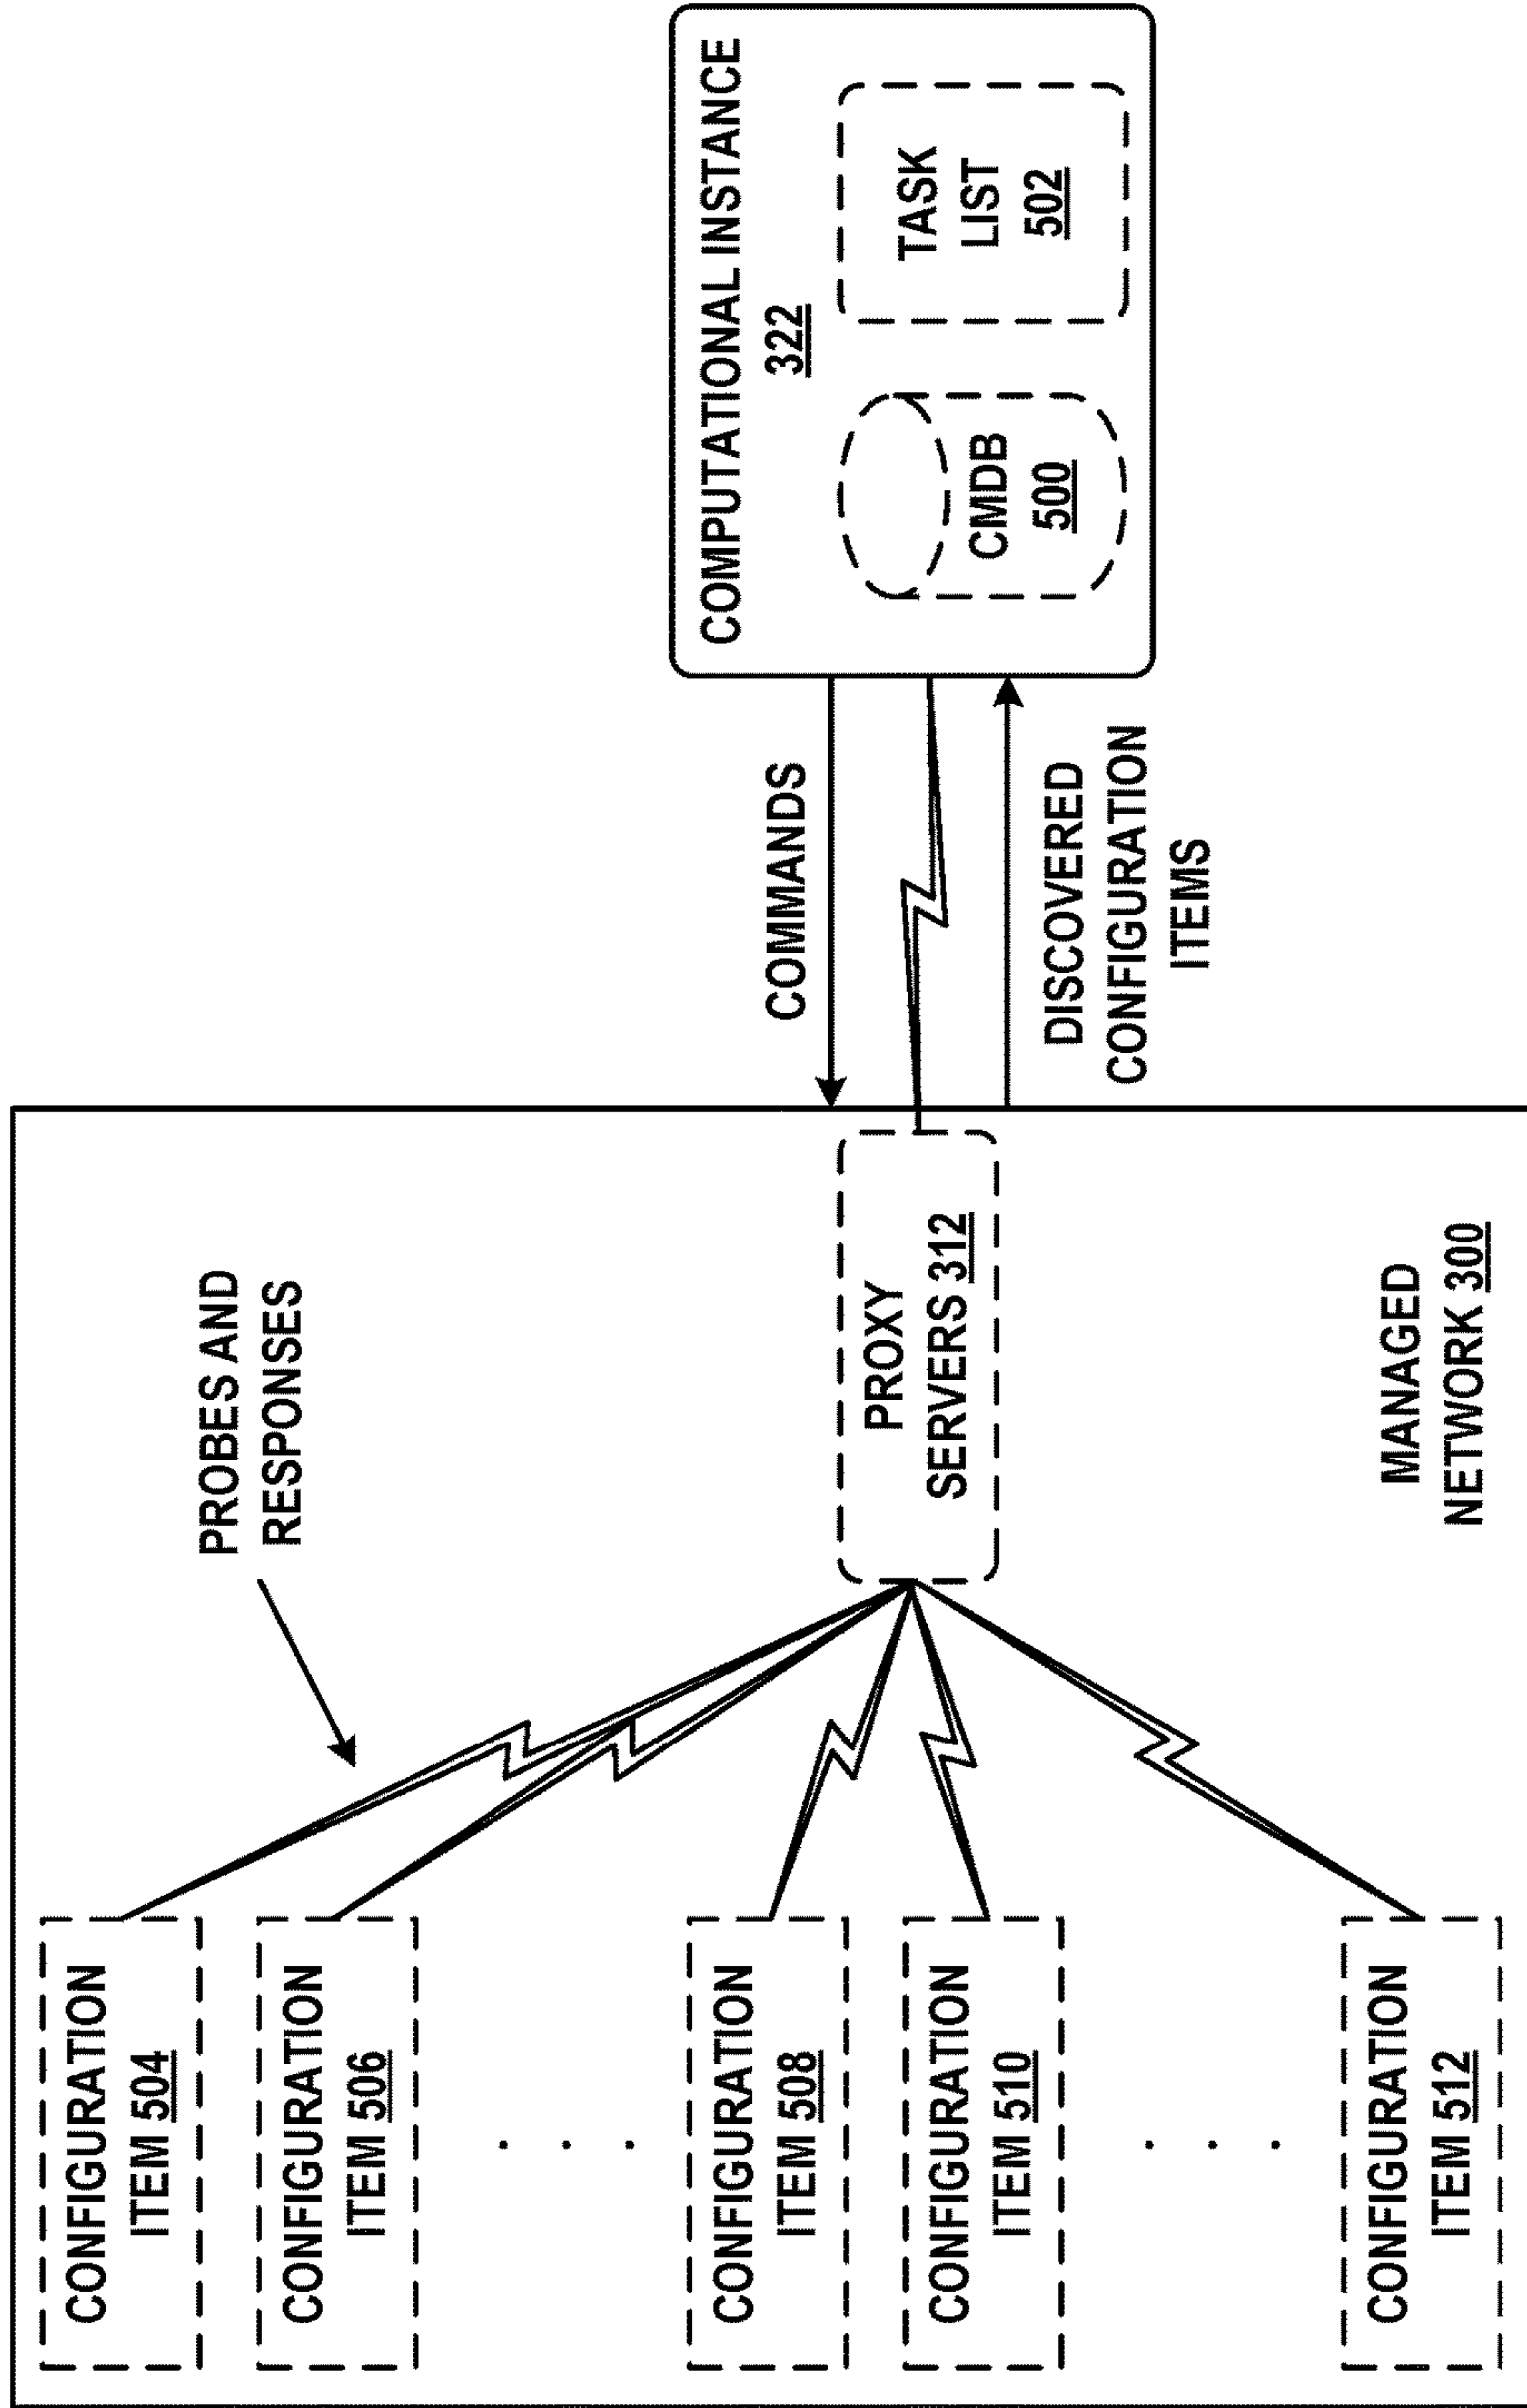 CONFIGURATION
ITEM 504
CONFIGURATION
ITEM 506
. . .
CONFIGURATION
ITEM 508
CONFIGURATION
ITEM 510
. . .
CONFIGURATION
ITEM 512
PROBES AND
RESPONSES
PROXY
SERVERS 312
MANAGED
NETWORK 300
COMMANDS
DISCOVERED
CONFIGURATION
ITEMS
COMPUTATIONAL INSTANCE
322
CMDB
500
TASK
LIST
502